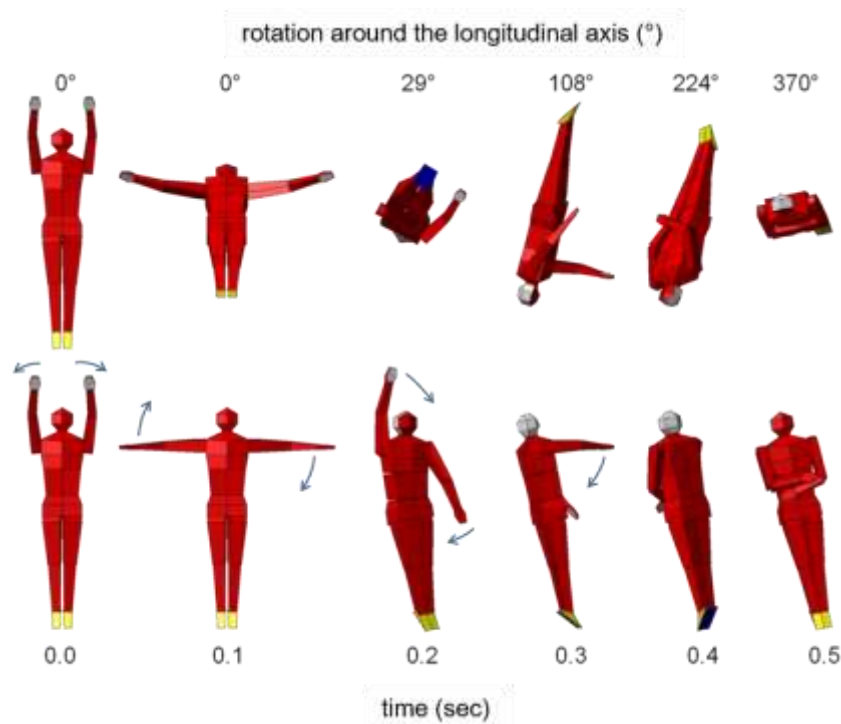 rotation around the longitudinal axis (°)
0° 0° 29° 108° 224° 370°
0.0 0.1 0.2 0.3 0.4 0.5
time (sec)